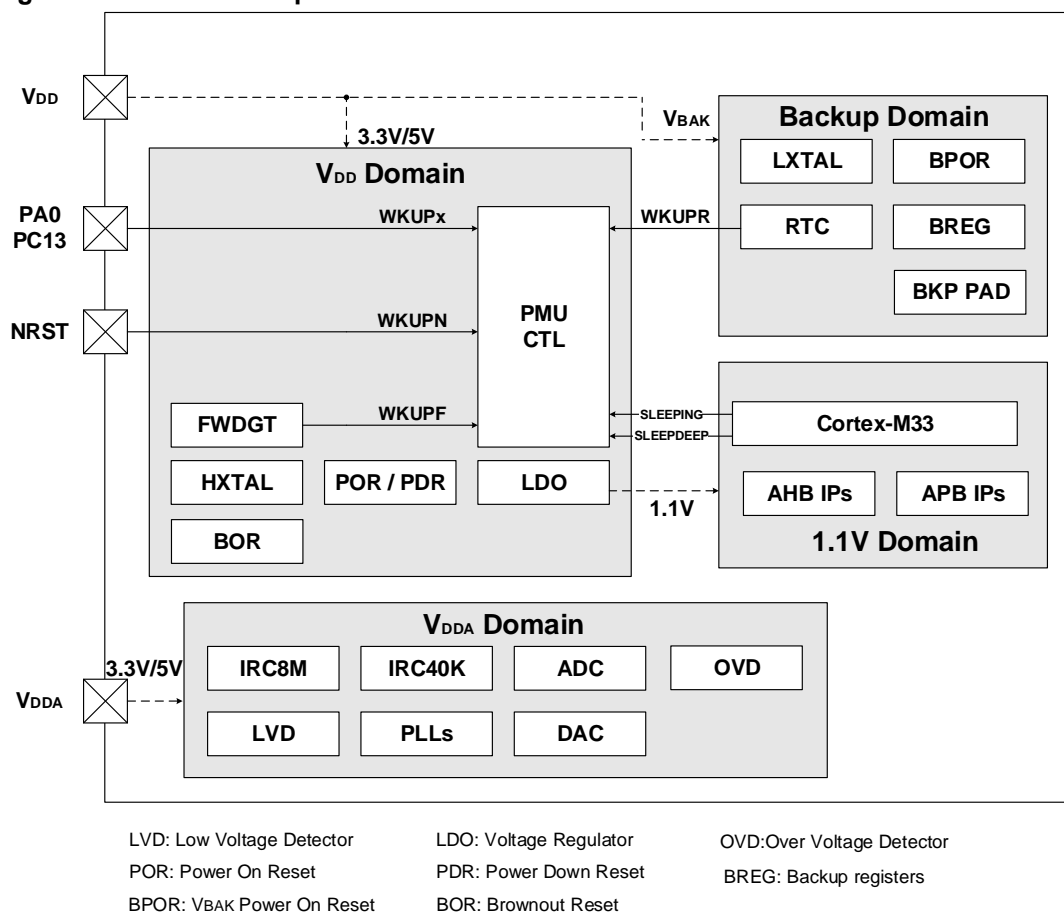 VDD
VBAK
3.3V/5V
Backup Domain
LXTAL
BPOR
RTC
BREG
BKP PAD
VDD Domain
PA0
PC13
WKUPx
WKUPR
NRST
WKUPN
PMU
CTL
FWDGT
WKUPF
SLEEPING
SLEEPDEEP
Cortex-M33
HXTAL
POR / PDR
LDO
1.1V
AHB IPs
APB IPs
BOR
1.1V Domain
VDDA Domain
3.3V/5V
VDDA
IRC8M
IRC40K
ADC
OVD
LVD
PLLs
DAC
LVD: Low Voltage Detector
LDO: Voltage Regulator
OVD:Over Voltage Detector
POR: Power On Reset
PDR: Power Down Reset
BREG: Backup registers
BPOR: VBAK Power On Reset
BOR: Brownout Reset